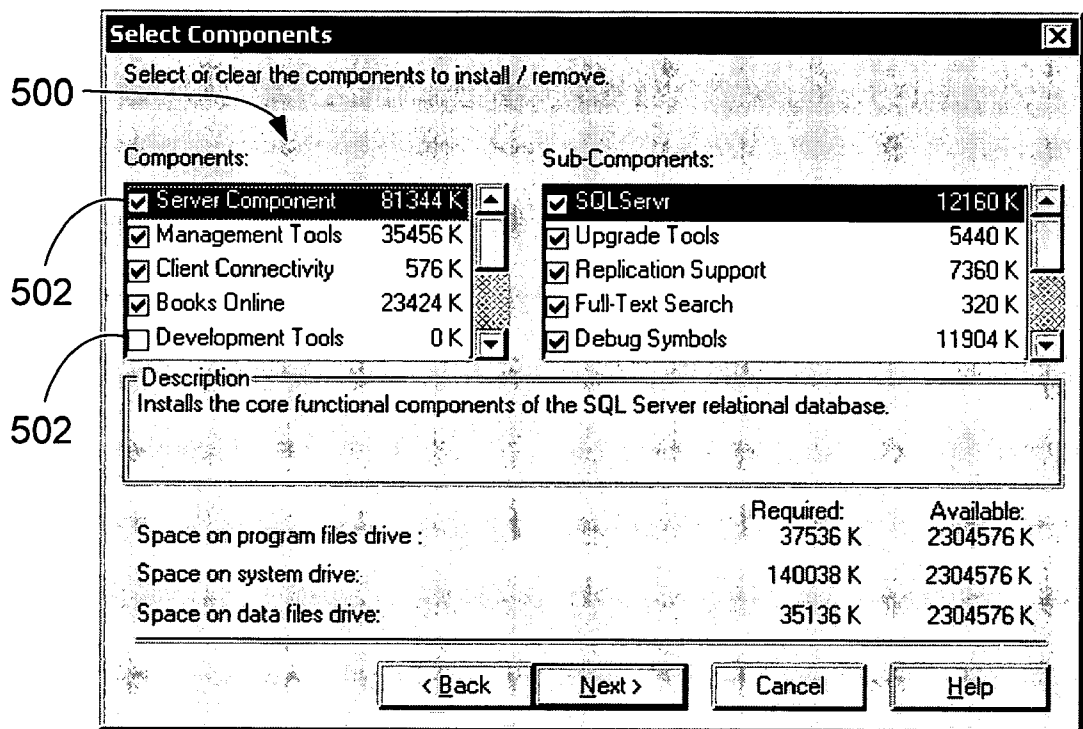 Select Components
Select or clear the components to install / remove.
500
Components:
Server Component 81344 K
Management Tools 35456 K
Client Connectivity 576 K
Books Online 23424 K
Development Tools 0 K
502
502
Sub-Components:
SQLServr 12160 K
Upgrade Tools 5440 K
Replication Support 7360 K
Full-Text Search 320 K
Debug Symbols 11904 K
Description
Installs the core functional components of the SQL Server relational database.
Required: Available:
Space on program files drive : 37536 K 2304576 K
Space on system drive: 140038 K 2304576 K
Space on data files drive: 35136 K 2304576 K
< Back Next > Cancel Help